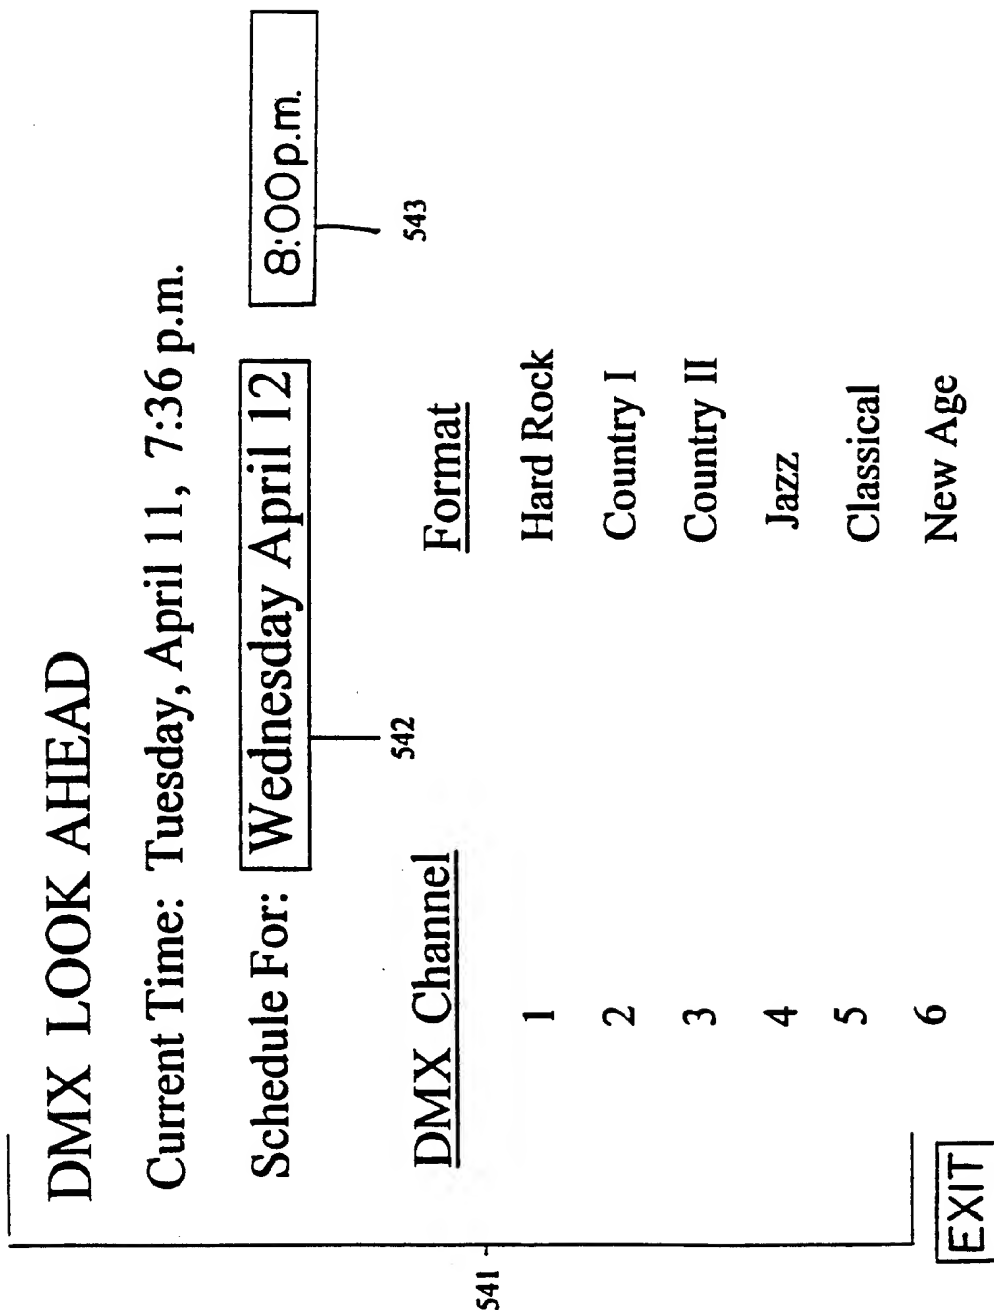 DMX LOOK AHEAD
Current Time: Tuesday, April 11, 7:36 p.m.
Schedule For: Wednesday April 12 8:00p.m.
542 543
DMX Channel Format
541
1 Hard Rock
2 Country I
3 Country II
4 Jazz
5 Classical
6 New Age
EXIT